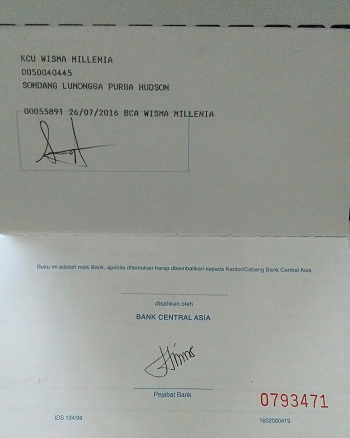 KCU WISMA MILLENIA
0050040445
SONDANG LUMONGGA PURBA HUDSON
00055891 26/07/2016 BCA WISMA MILLENIA
Buku ini adalah milik Bank, apabila ditemukan harap dikembalikan kepada Kantor/Cabang Bank Central Asia
disahkan oleh
BANK CENTRAL ASIA
Pejabat Bank
0793471
IDS 134/99
1602000415